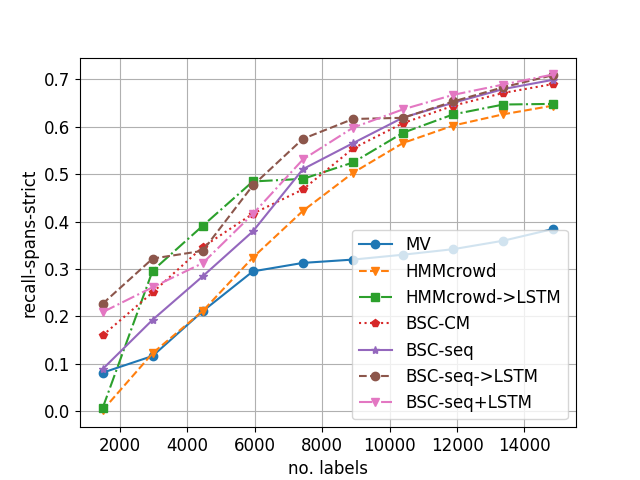 0.7
0.6
0.5
0.4
0.3
0.2
0.1
0.0
recall-spans-strict
2000 4000 6000 8000 10000 12000 14000
no. labels
MV
HMMcrowd
HMMcrowd->LSTM
BSC-CM
BSC-seq
BSC-seq->LSTM
BSC-seq+LSTM